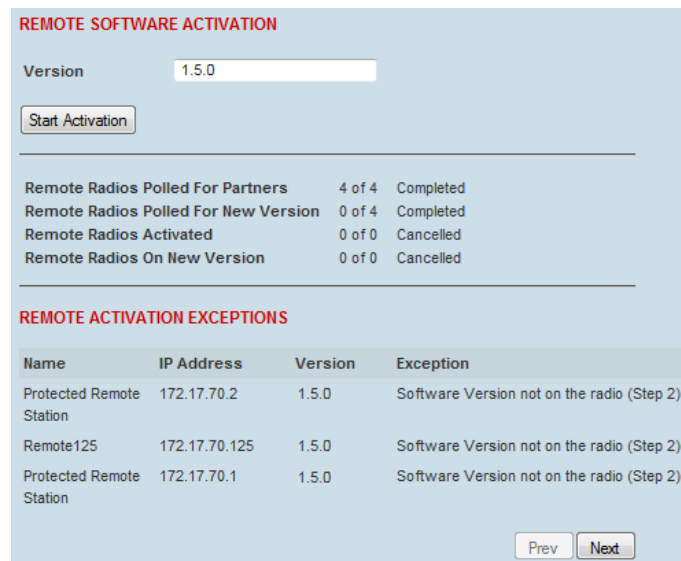 REMOTE SOFTWARE ACTIVATION
Version 1.5.0
Start Activation
Remote Radios Polled For Partners 4 of 4 Completed
Remote Radios Polled For New Version 0 of 4 Completed
Remote Radios Activated 0 of 0 Cancelled
Remote Radios On New Version 0 of 0 Cancelled
REMOTE ACTIVATION EXCEPTIONS
Name IP Address Version Exception
Protected Remote 172.17.70.2 1.5.0 Software Version not on the radio (Step 2)
Station
Remote125 172.17.70.125 1.5.0 Software Version not on the radio (Step 2)
Protected Remote 172.17.70.1 1.5.0 Software Version not on the radio (Step 2)
Station
Prev Next